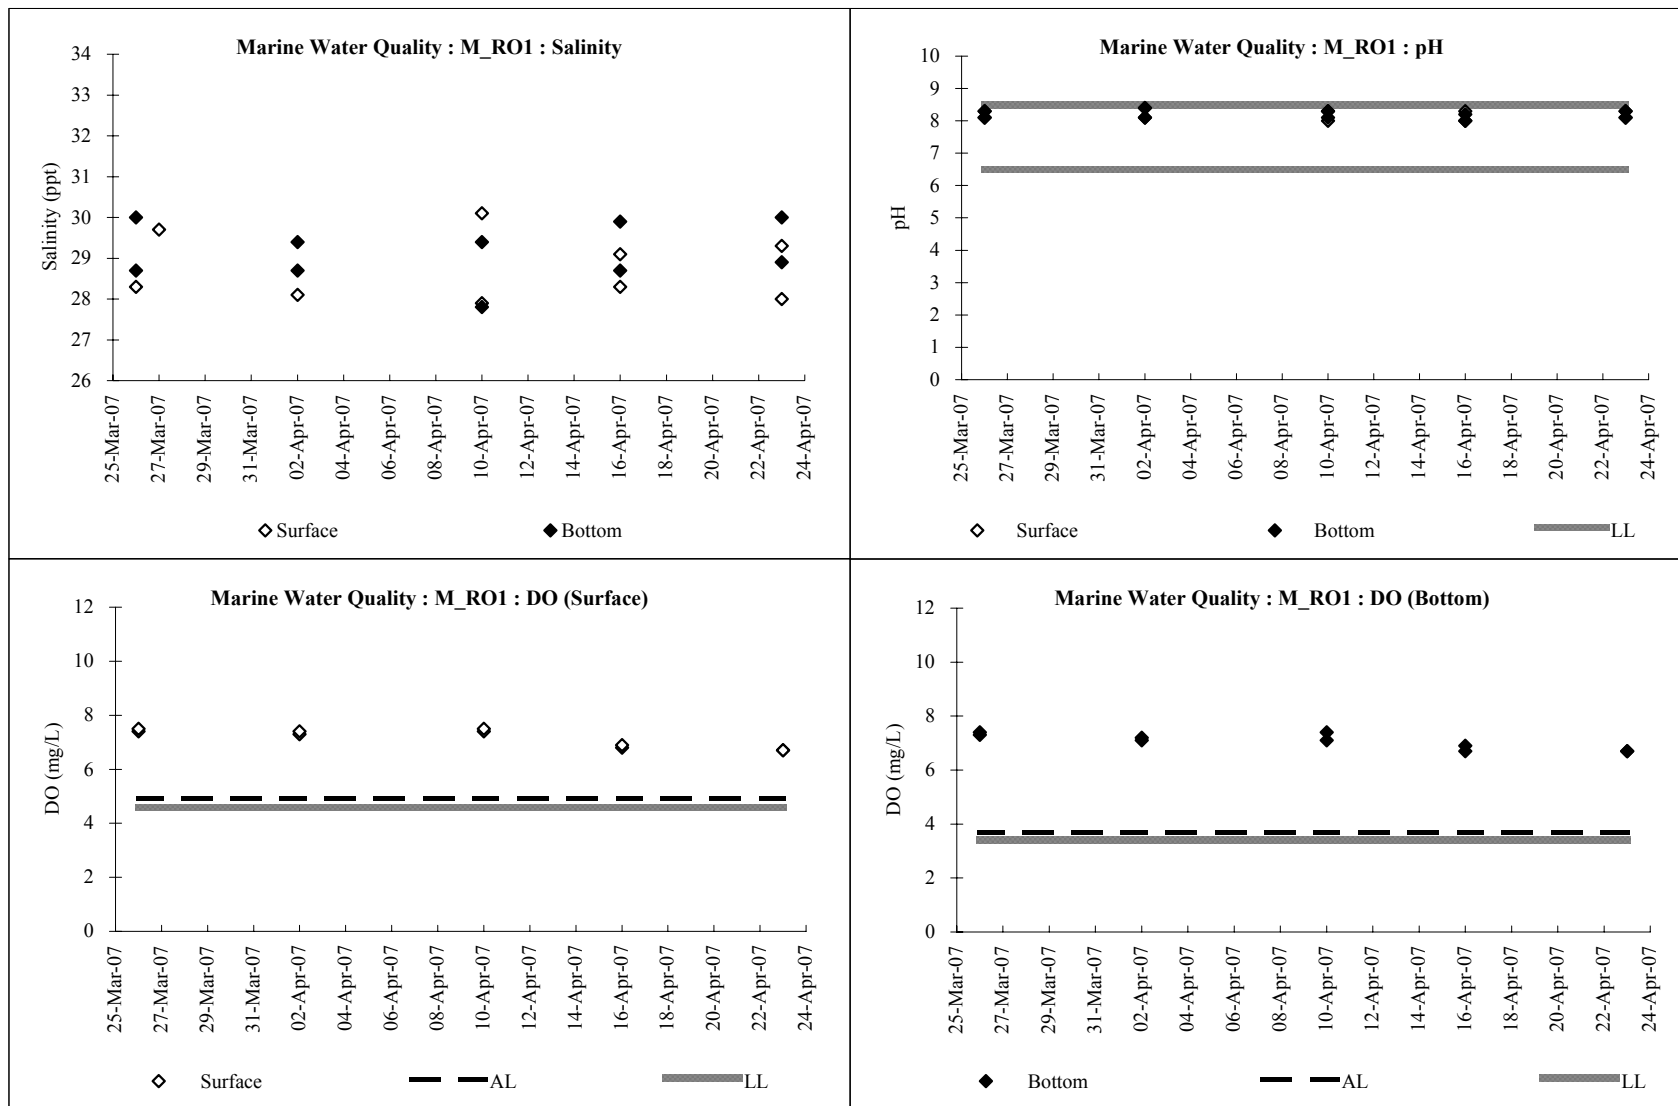 Marine Water Quality : M_RO1 : Salinity
34
33
32
31
30
29
28
27
26
Salinity (ppt)
25-Mar-07
27-Mar-07
29-Mar-07
31-Mar-07
02-Apr-07
04-Apr-07
06-Apr-07
08-Apr-07
10-Apr-07
12-Apr-07
14-Apr-07
16-Apr-07
18-Apr-07
20-Apr-07
22-Apr-07
24-Apr-07
Surface Bottom
Marine Water Quality : M_RO1 : pH
10
9
8
7
6
5
4
3
2
1
0
pH
25-Mar-07
27-Mar-07
29-Mar-07
31-Mar-07
02-Apr-07
04-Apr-07
06-Apr-07
08-Apr-07
10-Apr-07
12-Apr-07
14-Apr-07
16-Apr-07
18-Apr-07
20-Apr-07
22-Apr-07
24-Apr-07
Surface Bottom LL
Marine Water Quality : M_RO1 : DO (Surface)
12
10
8
6
4
2
0
DO (mg/L)
25-Mar-07
27-Mar-07
29-Mar-07
31-Mar-07
02-Apr-07
04-Apr-07
06-Apr-07
08-Apr-07
10-Apr-07
12-Apr-07
14-Apr-07
16-Apr-07
18-Apr-07
20-Apr-07
22-Apr-07
24-Apr-07
Surface AL LL
Marine Water Quality : M_RO1 : DO (Bottom)
12
10
8
6
4
2
0
DO (mg/L)
25-Mar-07
27-Mar-07
29-Mar-07
31-Mar-07
02-Apr-07
04-Apr-07
06-Apr-07
08-Apr-07
10-Apr-07
12-Apr-07
14-Apr-07
16-Apr-07
18-Apr-07
20-Apr-07
22-Apr-07
24-Apr-07
Bottom AL LL